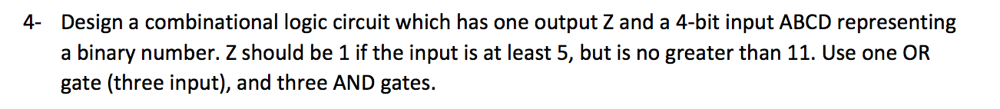 4- Design a combinational logic circuit which has one output Z and a 4-bit input ABCD representing
a binary number. Z should be 1 if the input is at least 5, but is no greater than 11. Use one OR
gate (three input), and three AND gates.